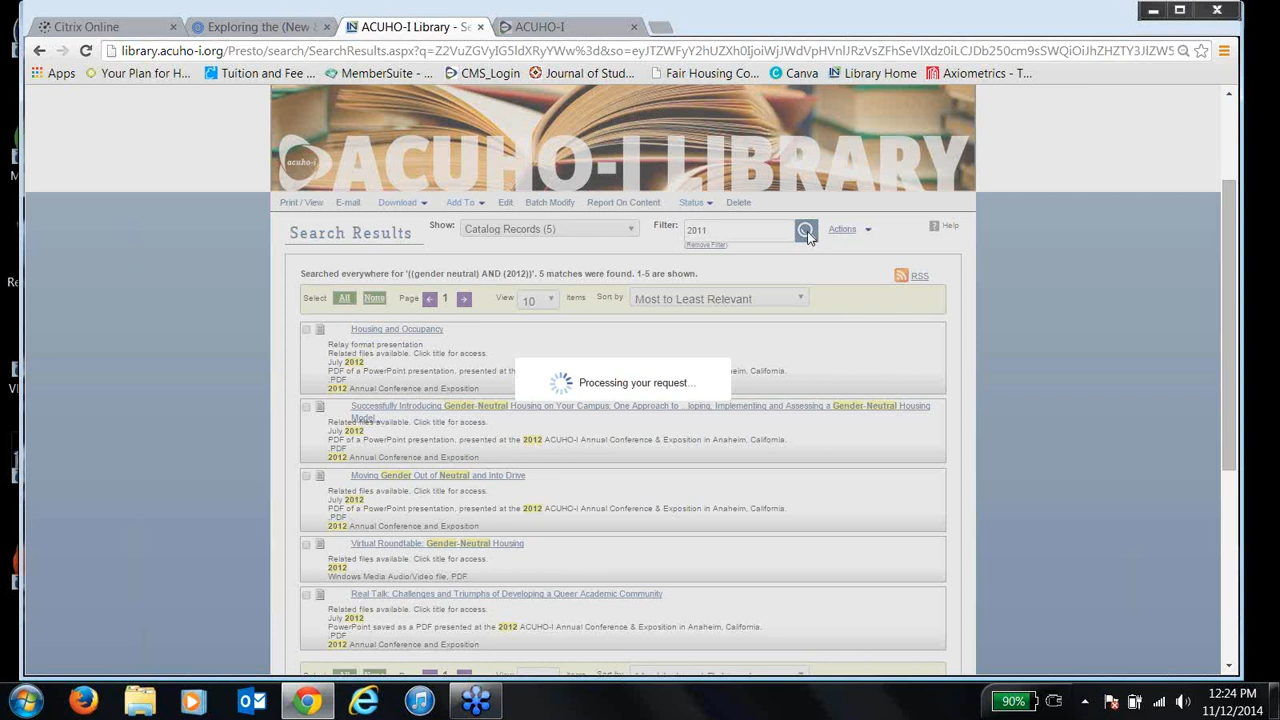 Citrix Online
Exploring the (New
ACUHO-I Library - Se
ACUHO-I
library.acuho-i.org/Presto/search/SearchResults.aspx?q=
Apps
Your Plan for H...
Tuition and Fee ...
MemberSuite - ...
CMS_Login
Journal of Stud...
Fair Housing Co...
Canva
Library Home
Axiometrics - T...
acuho-i
ACUHO-I LIBRARY
Print / View E-mail Download Add To Edit Batch Modify Report On Content Status Delete
Search Results
Show: Catalog Records (5)
Filter: 2011
Remove Filter
Actions
? Help
Searched everywhere for '((gender neutral) AND (2012))'. 5 matches were found. 1-5 are shown.
RSS
Select All None Page 1 View 10 items Sort by Most to Least Relevant
Housing and Occupancy
Relay format presentation
Related files available. Click title for access.
July 2012
PDF of a PowerPoint presentation, presented at the heim, California.
.PDF
2012 Annual Conference and Exposition
Processing your request...
Successfully Introducing Gender-Neutral Housing on Your Campus: One Approach to ...loping, Implementing and Assessing a Gender-Neutral Housing
Model
Related files available. Click title for access.
July 2012
PDF of a PowerPoint presentation, presented at the 2012 ACUHO-I Annual Conference & Exposition in Anaheim, California.
.PDF
2012 Annual Conference and Exposition
Moving Gender Out of Neutral and Into Drive
Related files available. Click title for access.
July 2012
PDF of a PowerPoint presentation, presented at the 2012 ACUHO-I Annual Conference & Exposition in Anaheim, California.
.PDF
2012 Annual Conference and Exposition
Virtual Roundtable: Gender-Neutral Housing
Related files available. Click title for access.
2012
Windows Media Audio/Video file, PDF
Real Talk: Challenges and Triumphs of Developing a Queer Academic Community
Related files available. Click title for access.
July 2012
PowerPoint saved as a PDF presented at the 2012 ACUHO-I Annual Conference & Exposition in Anaheim, California.
.PDF
2012 Annual Conference and Exposition
90%
12:24 PM
11/12/2014